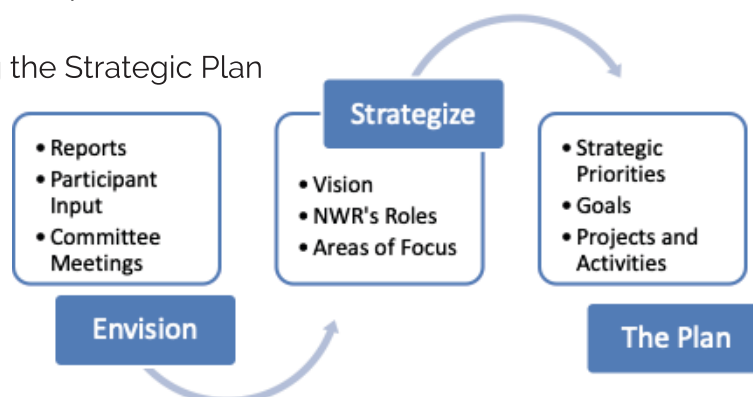 the Strategic Plan
• Reports
• Participant
Input
• Committee
Meetings
Envision
Strategize
• Vision
• NWR's Roles
• Areas of Focus
• Strategic
Priorities
• Goals
• Projects and
Activities
The Plan